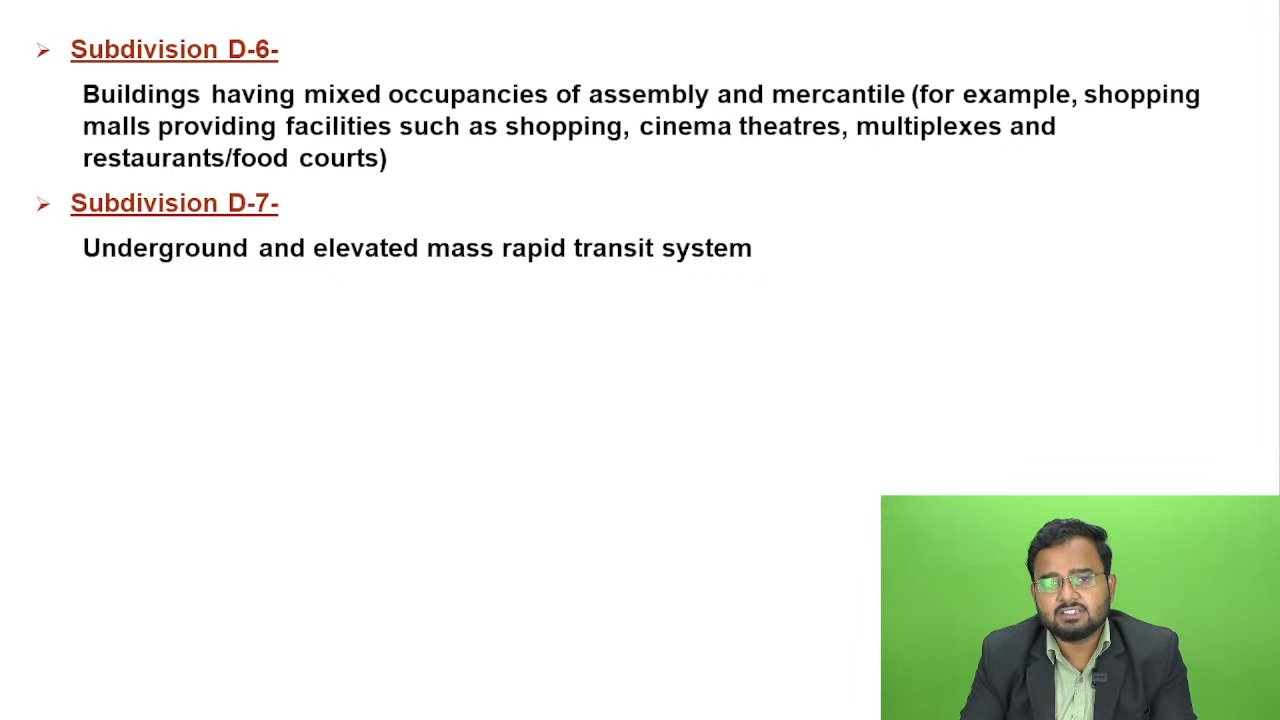 Subdivision D-6-
Buildings having mixed occupancies of assembly and mercantile (for example, shopping
malls providing facilities such as shopping, cinema theatres, multiplexes and
restaurants/food courts)
Subdivision D-7-
Underground and elevated mass rapid transit system